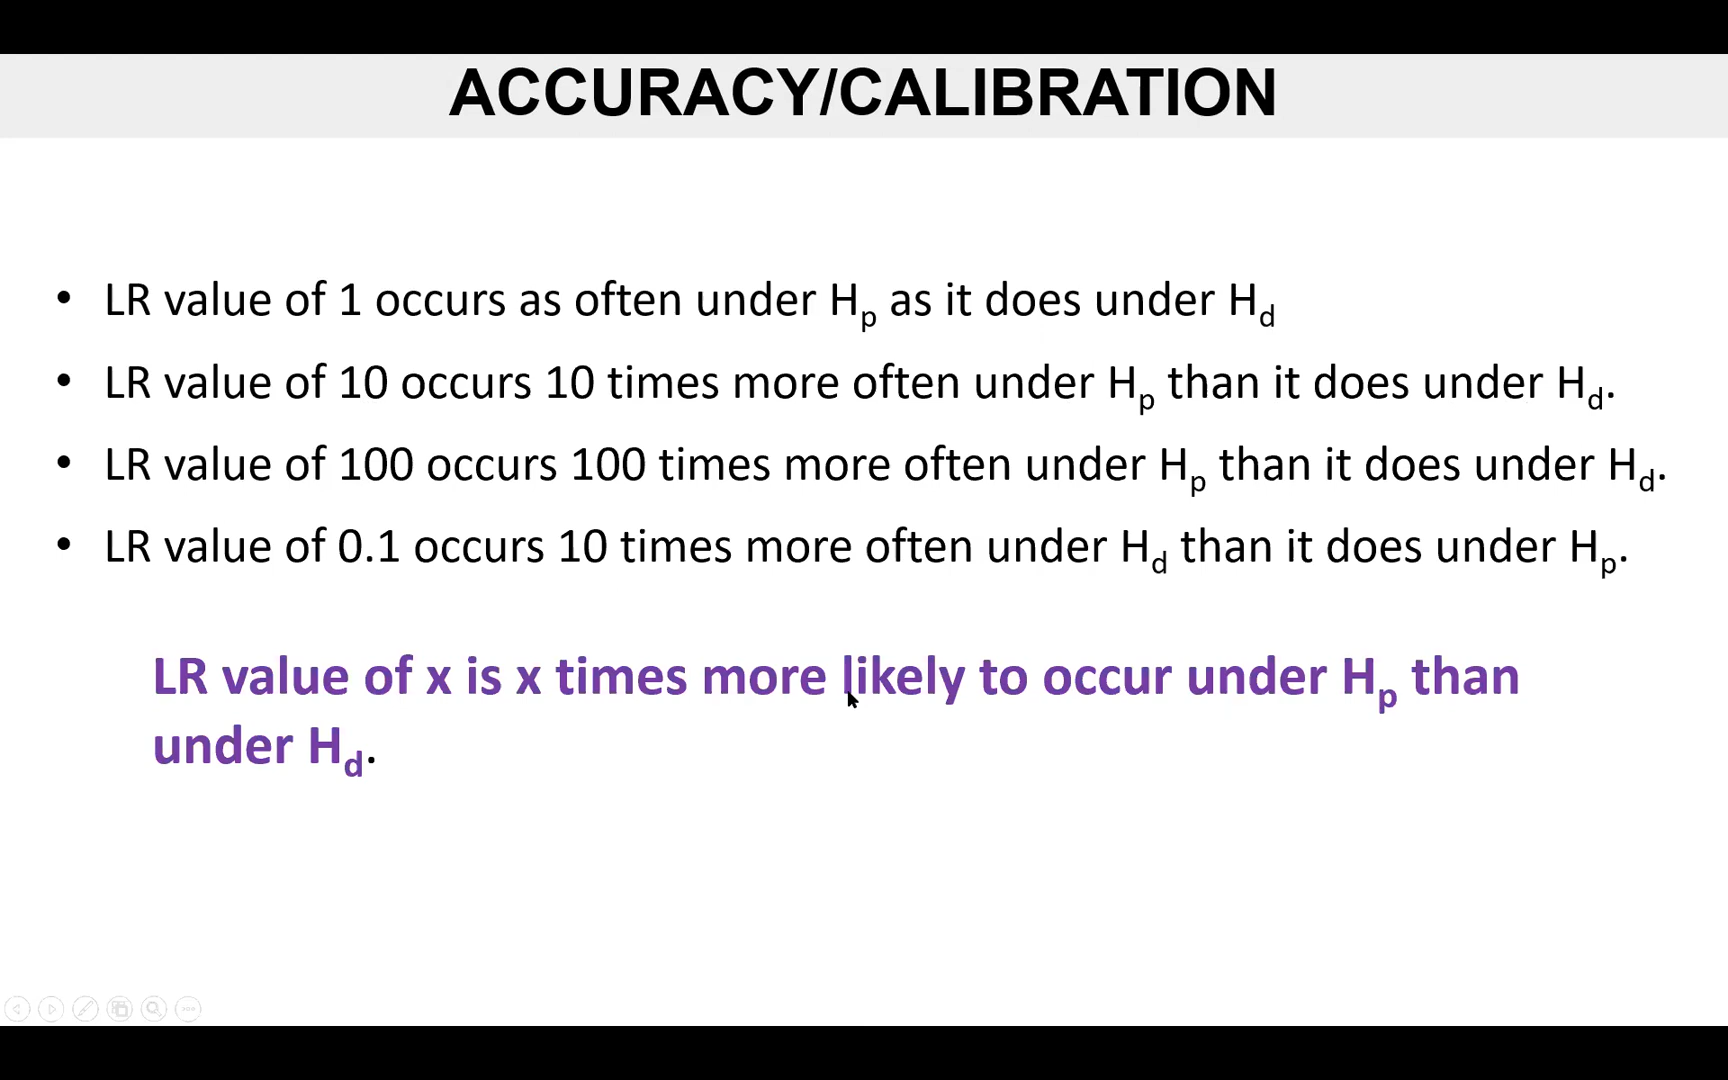 ACCURACY/CALIBRATION
• LR value of 1 occurs as often under Hp as it does under Hd
• LR value of 10 occurs 10 times more often under Hp than it does under Hd.
• LR value of 100 occurs 100 times more often under Hp than it does under Hd.
• LR value of 0.1 occurs 10 times more often under Hd than it does under Hp.
LR value of x is x times more likely to occur under Hp than
under Hd.